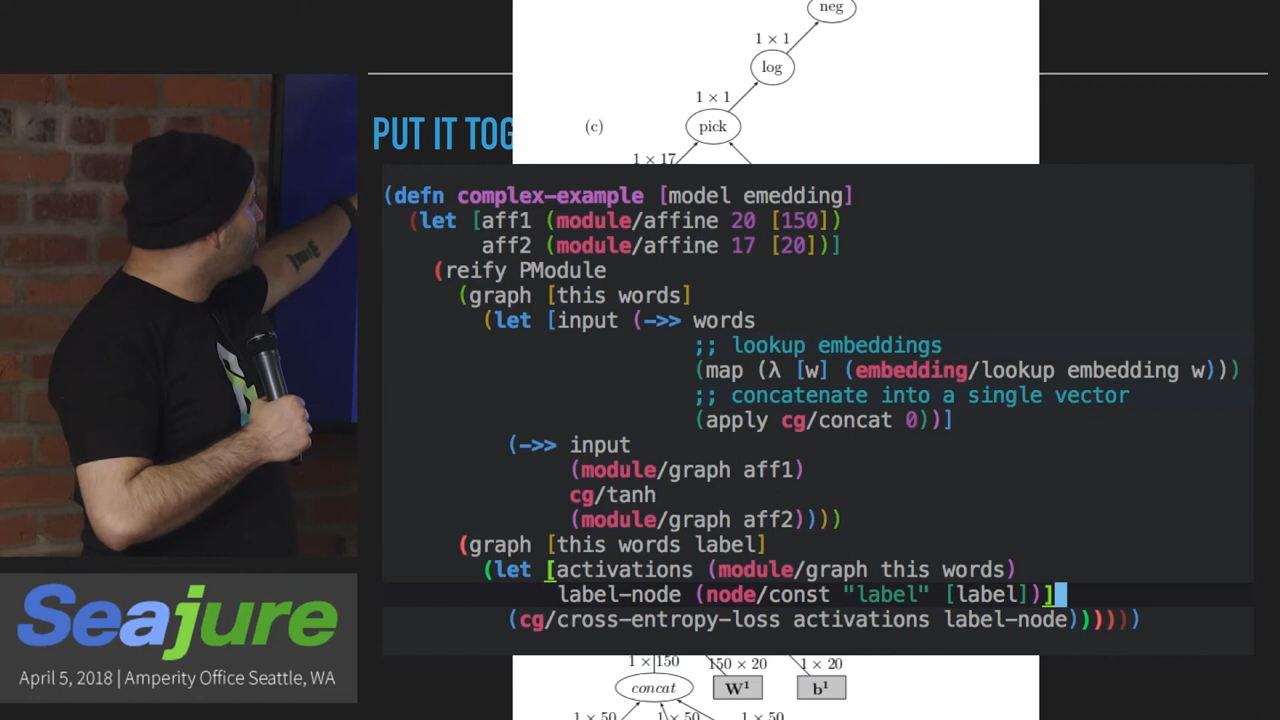 neg
1 × 1
log
1 × 1
(c)
pick
1 × 17
PUT IT TOG
(defn complex-example [model emedding]
(let [aff1 (module/affine 20 [150])
aff2 (module/affine 17 [20])]
(reify PModule
(graph [this words]
(let [input (->> words
;; lookup embeddings
(map (λ [w] (embedding/lookup embedding w)))
;; concatenate into a single vector
(apply cg/concat 0))]
(->> input
(module/graph aff1)
cg/tanh
(module/graph aff2))))
(graph [this words label]
(let [activations (module/graph this words)
label-node (node/const "label" [label])]
(cg/cross-entropy-loss activations label-node))))))
1 × 150
150 × 20
1 × 20
concat
W¹
b¹
1 × 50
1 × 50
1 × 50
Seajure
April 5, 2018 | Amperity Office Seattle, WA